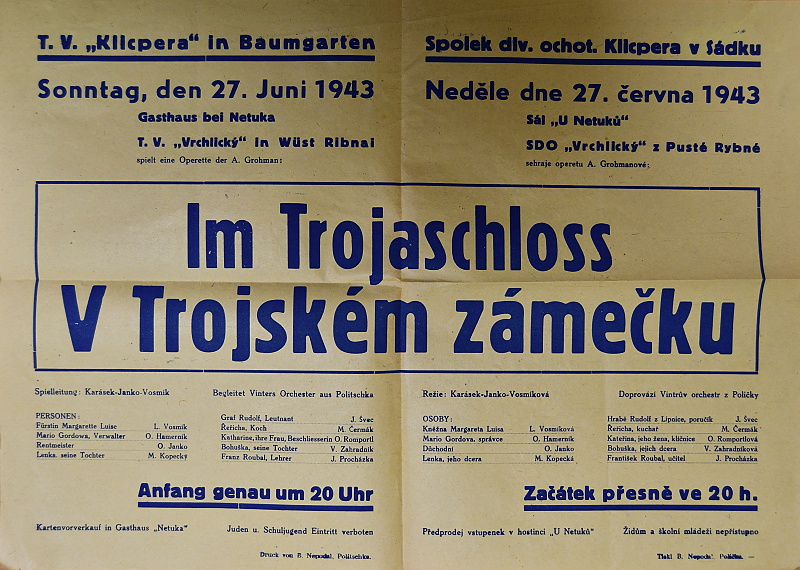 T. V. „Klicpera" in Baumgarten
Sonntag, den 27. Juni 1943
Gasthaus bei Netuka
T. V. „Vrchlický" in Wüst Ribnai
spielt eine Operette der A. Grohman:
Spolek div. ochot. Klicpera v Sádku
Neděle dne 27. června 1943
Sál „U Netuků"
SDO „Vrchlický" z Pusté Rybné
sehraje operetu A. Grohmanové:
Im Trojaschloss
V Trojském zámečku
Spielleitung: Karásek-Janko-Vosmik
Begleitet Vinters Orchester aus Politschka
PERSONEN:
Fürstin Margarette Luise L. Vosmik
Mario Gordowa, Verwalter O. Hamernik
Rentmeister O. Janko
Lenka, seine Tochter M. Kopecký
Graf Rudolf, Leutnant J. Švec
Řeřicha, Koch M. Čermák
Katharine, ihre Frau, Beschliesserin O. Romportl
Bohuška, seine Tochter V. Zahradnik
Franz Roubal, Lehrer J. Procházka
Anfang genau um 20 Uhr
Kartenvorverkauf in Gasthaus „Netuka"
Juden u. Schuljugend Eintritt verboten
Druck von B. Nepodal, Politschka.
Režie: Karásek-Janko-Vosmiková
Doprovází Vintrův orchestr z Poličky
OSOBY:
Kněžna Margareta Luisa L. Vosmiková
Mario Gordova, správce O. Hamerník
Důchodní O. Janko
Lenka, jeho dcera M. Kopecká
Hrabě Rudolf z Lipnice, poručík J. Švec
Řeřicha, kuchař M. Čermák
Kateřina, jeho žena, klíčnice O. Romportlová
Bohuška, jejich dcera V. Zahradníková
František Roubal, učitel J. Procházka
Začátek přesně ve 20 h.
Předprodej vstupenek v hostinci „U Netuků"
Židům a školní mládeži nepřístupno
Tiskl B. Nepodal, Polička. —